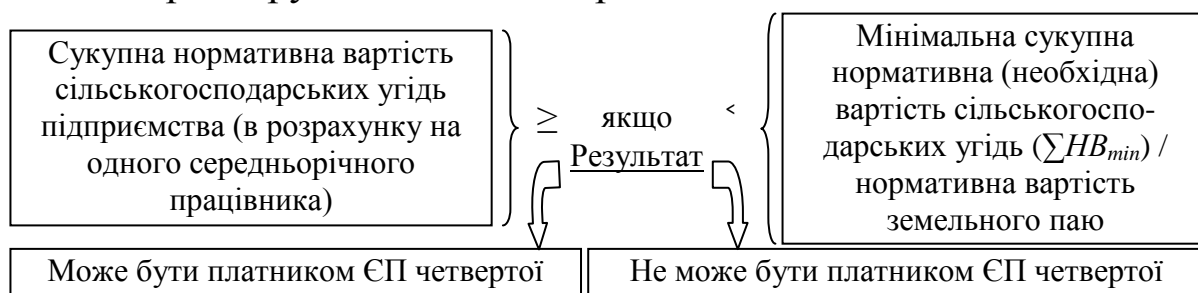 Сукупна нормативна вартість
сільськогосподарських угідь
підприємства (в розрахунку на
одного середньорічного
працівника)
≥ якщо <
Результат
Мінімальна сукупна
нормативна (необхідна)
вартість сільськогоспо-
дарських угідь (∑НВmin) /
нормативна вартість
земельного паю
Може бути платником ЄП четвертої
Не може бути платником ЄП четвертої